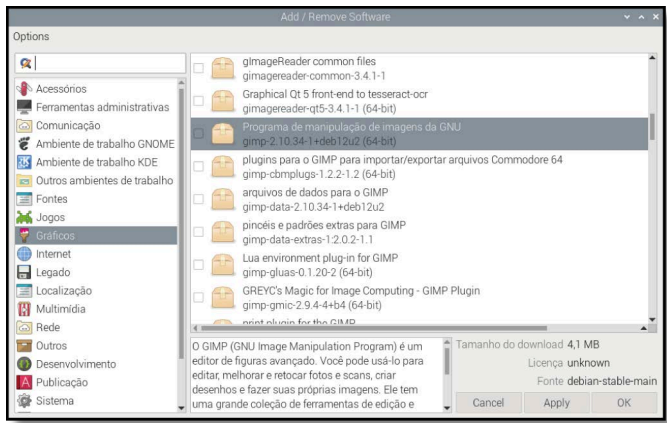 Add / Remove Software
Options
Acessórios
Ferramentas administrativas
Comunicação
Ambiente de trabalho GNOME
Ambiente de trabalho KDE
Outros ambientes de trabalho
Fontes
Jogos
Gráficos
Internet
Legado
Localização
Multimídia
Rede
Outros
Desenvolvimento
Publicação
Sistema
gImageReader common files
gimagereader-common-3.4.1-1
Graphical Qt 5 front-end to tesseract-ocr
gimagereader-qt5-3.4.1-1 (64-bit)
Programa de manipulação de imagens da GNU
gimp-2.10.34-1+deb12u2 (64-bit)
plugins para o GIMP para importar/exportar arquivos Commodore 64
gimp-cbmplugs-1.2.2-1.2 (64-bit)
arquivos de dados para o GIMP
gimp-data-2.10.34-1+deb12u2
pincéis e padrões extras para GIMP
gimp-data-extras-1:2.0.2-1.1
Lua environment plug-in for GIMP
gimp-gluas-0.1.20-2 (64-bit)
GREYC's Magic for Image Computing - GIMP Plugin
gimp-gmic-2.9.4-4+b4 (64-bit)
print plugin for the GIMP
O GIMP (GNU Image Manipulation Program) é um
editor de figuras avançado. Você pode usá-lo para
editar, melhorar e retocar fotos e scans, criar
desenhos e fazer suas próprias imagens. Ele tem
uma grande coleção de ferramentas de edição e
Tamanho do download 4,1 MB
Licença unknown
Fonte debian-stable-main
Cancel
Apply
OK